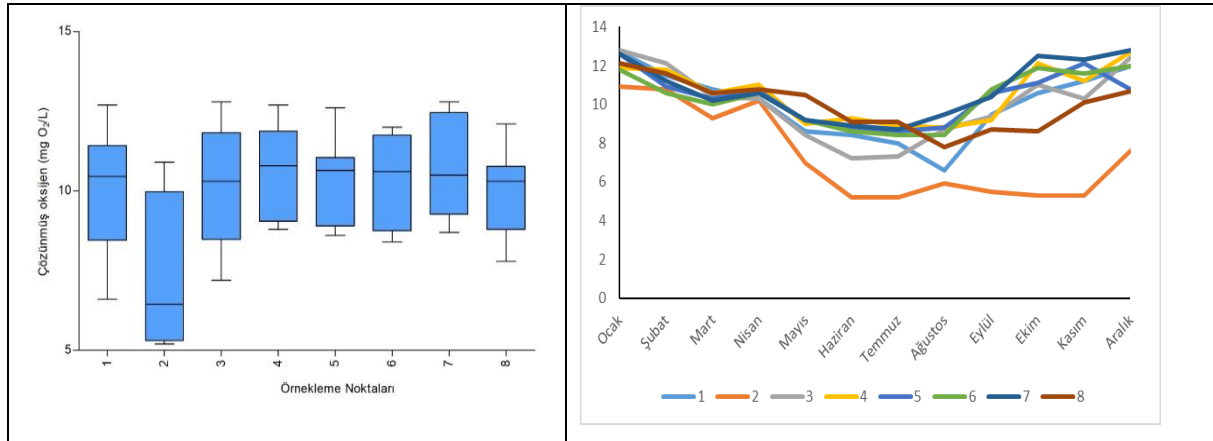 15
10
5
Çözünmüş oksijen (mg O₂/L)
1 2 3 4 5 6 7 8
Örnekleme Noktaları
14
12
10
8
6
4
2
0
Ocak Şubat Mart Nisan Mayıs Haziran Temmuz Ağustos Eylül Ekim Kasım Aralık
1 2 3 4 5 6 7 8